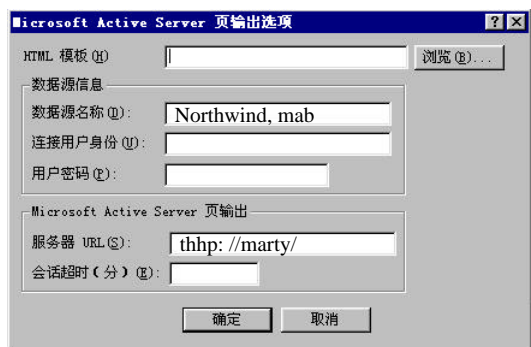 Microsoft Active Server 页输出选项
HTML 模板(H)
浏览(B)...
数据源信息
数据源名称(D): Northwind, mab
连接用户身份(U):
用户密码(P):
Microsoft Active Server 页输出
服务器 URL(S): thhp: //marty/
会话超时(分)(E):
确定 取消